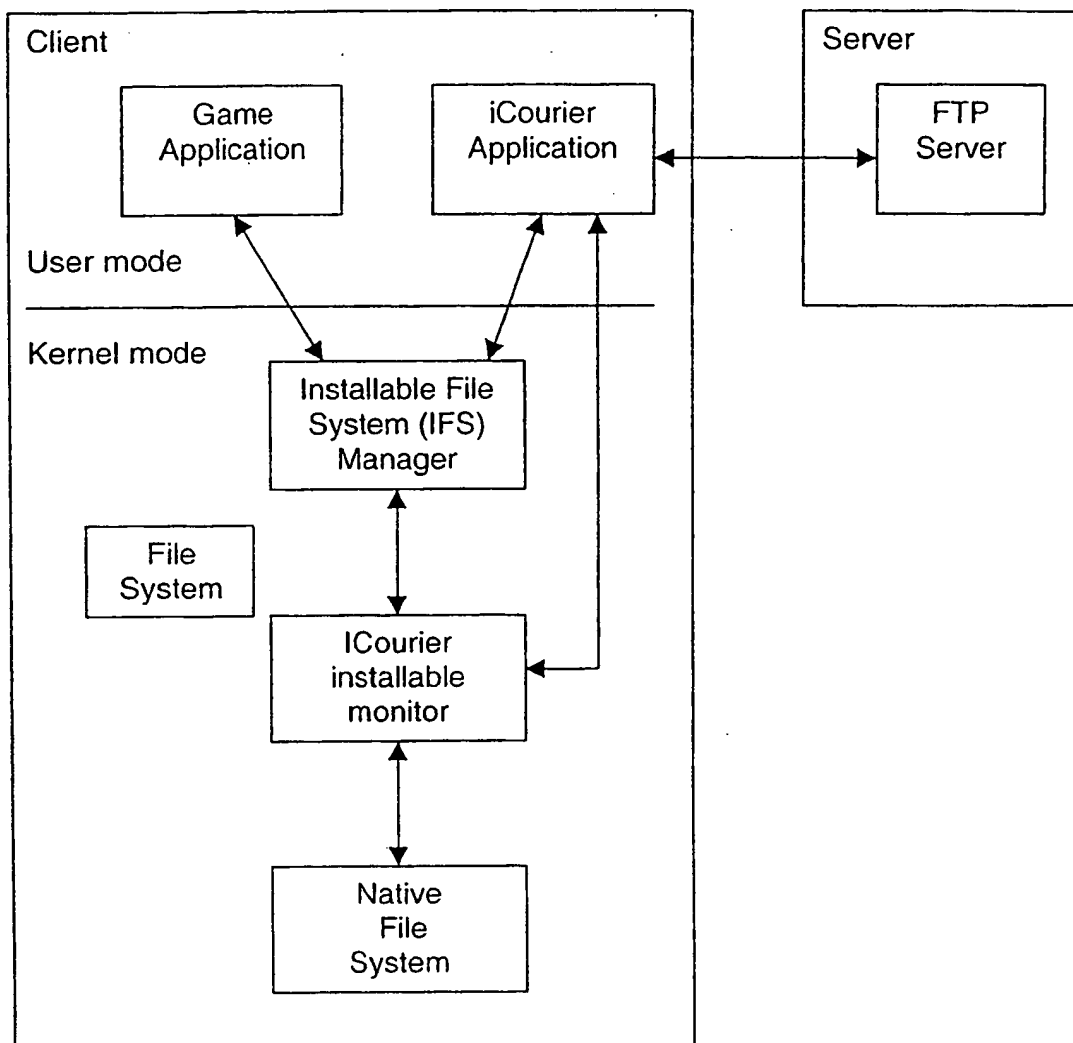 Client
Server
Game
Application
iCourier
Application
FTP
Server
User mode
Kernel mode
Installable File
System (IFS)
Manager
File
System
ICourier
installable
monitor
Native
File
System